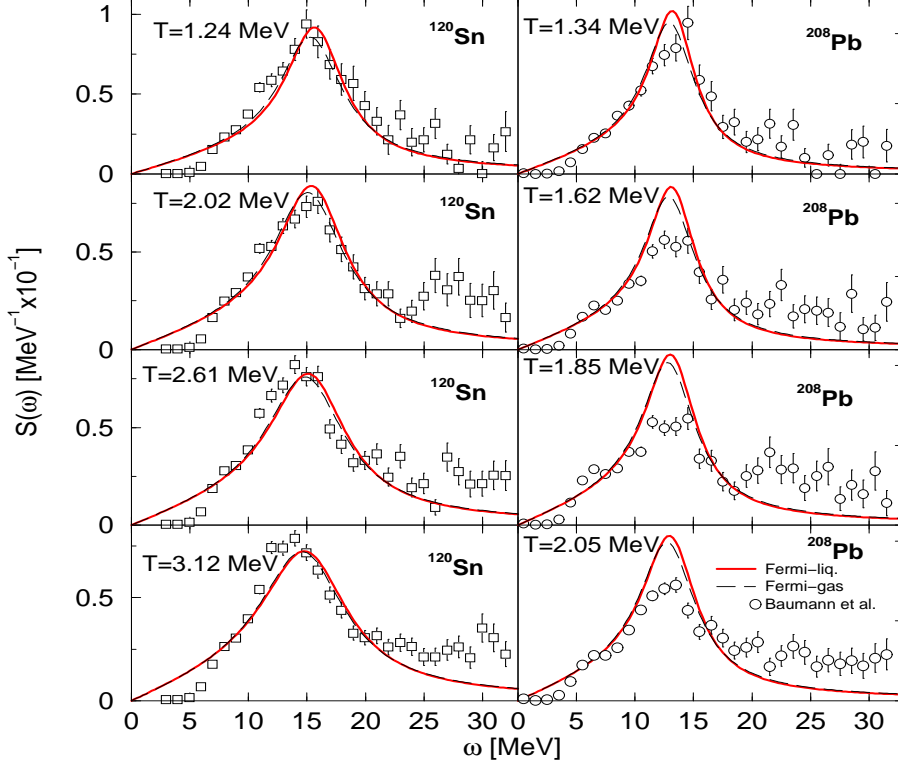 T=1.24 MeV
120Sn
T=1.34 MeV
208Pb
1
0.5
0
T=2.02 MeV
120Sn
T=1.62 MeV
208Pb
0.5
0
T=2.61 MeV
120Sn
T=1.85 MeV
208Pb
0.5
0
T=3.12 MeV
120Sn
T=2.05 MeV
208Pb
Fermi−liq.
Fermi−gas
Baumann et al.
0.5
0
0 5 10 15 20 25 30 0 5 10 15 20 25 30
ω [MeV]
ω [MeV]
S(ω) [MeV⁻¹x10⁻¹]